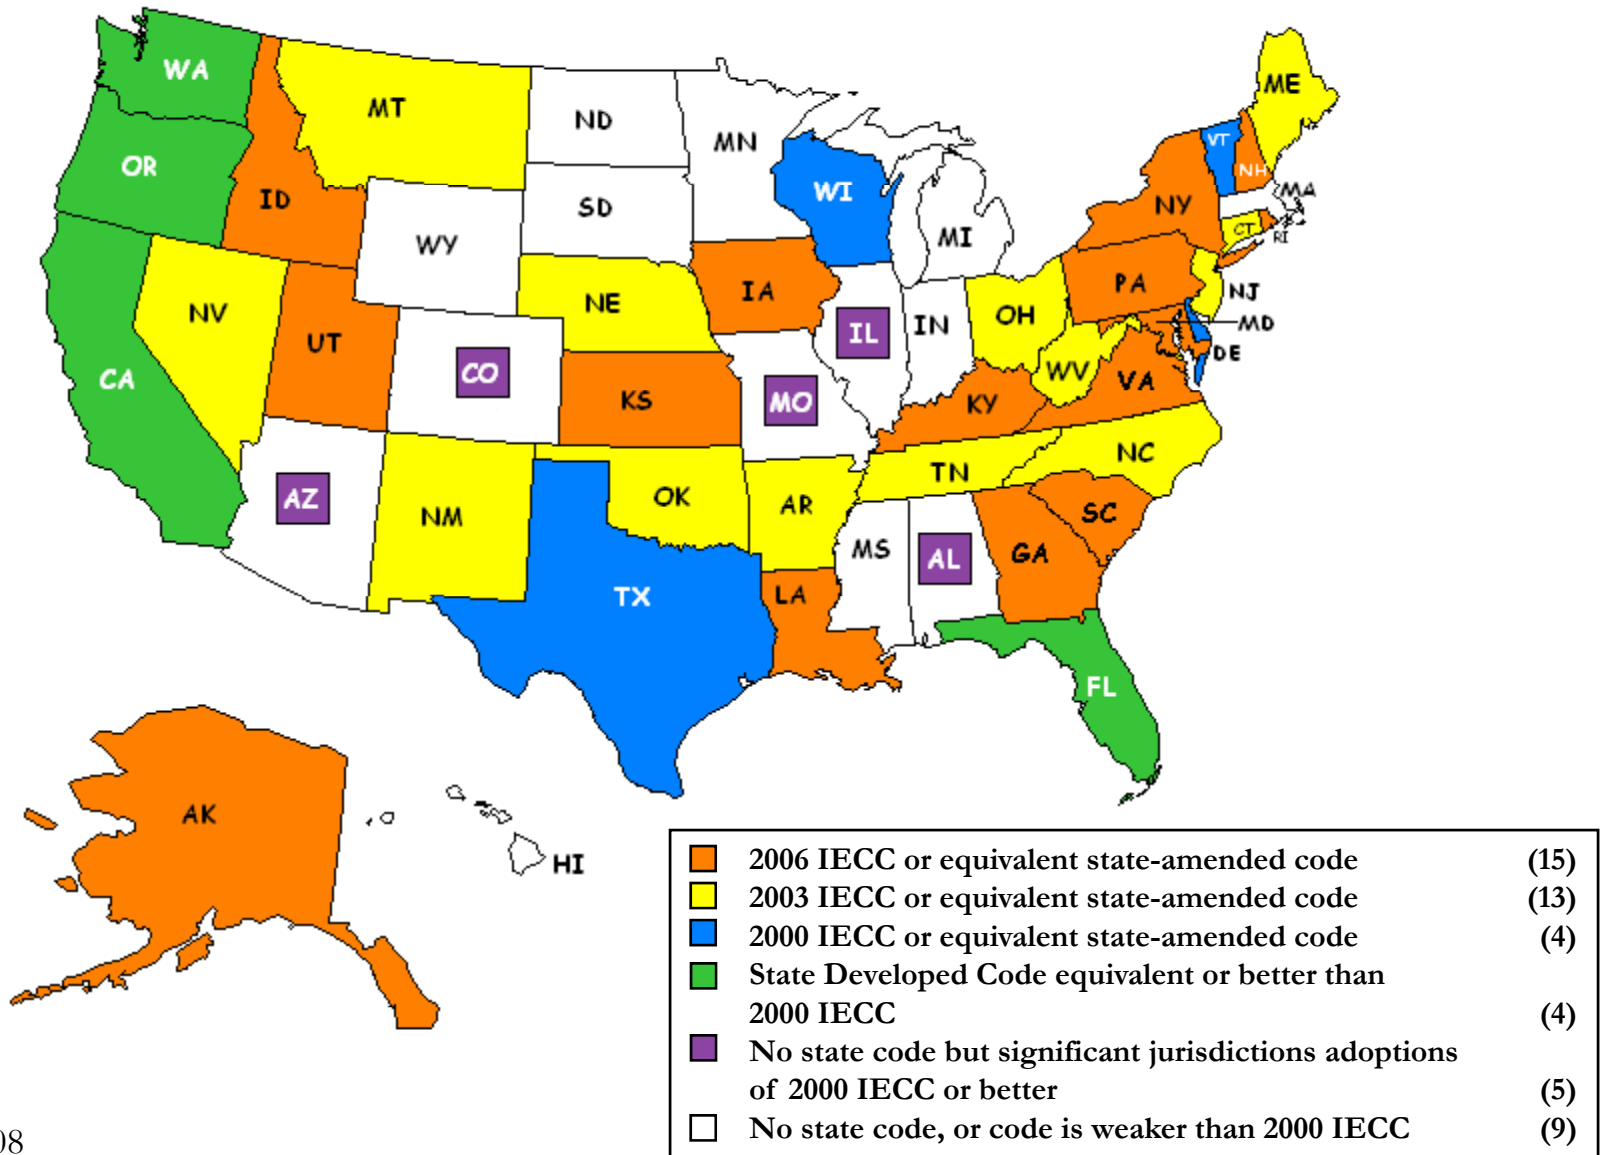 WA
MT
ND
MN
ME
OR
ID
SD
WI
VT
NH
MA
WY
MI
NY
CT
RI
NV
UT
NE
IA
IL
IN
OH
PA
NJ
MD
DE
CA
CO
KS
MO
WV
VA
KY
AZ
NM
OK
AR
TN
NC
SC
MS
AL
GA
TX
LA
FL
AK
HI
2006 IECC or equivalent state-amended code (15)
2003 IECC or equivalent state-amended code (13)
2000 IECC or equivalent state-amended code (4)
State Developed Code equivalent or better than
2000 IECC (4)
No state code but significant jurisdictions adoptions
of 2000 IECC or better (5)
No state code, or code is weaker than 2000 IECC (9)